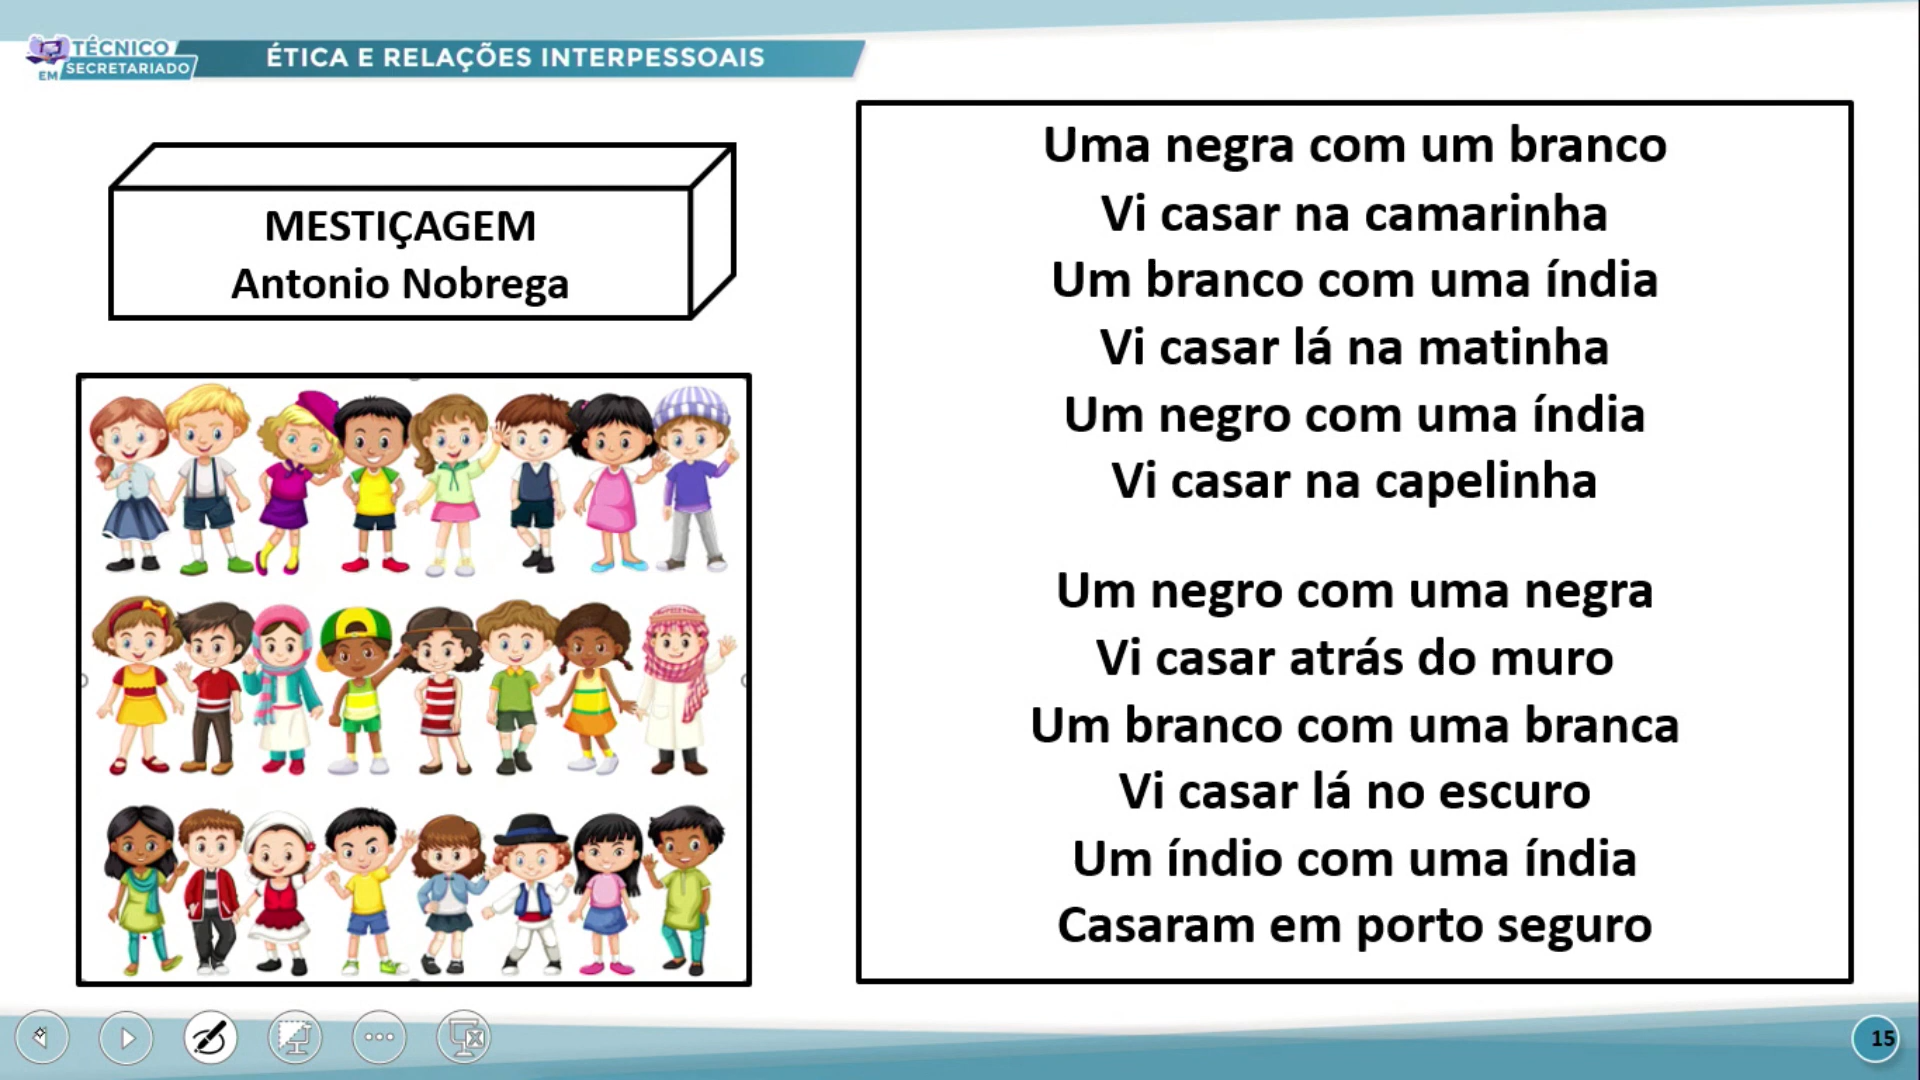 TÉCNICO
EM SECRETARIADO
ÉTICA E RELAÇÕES INTERPESSOAIS
MESTIÇAGEM
Antonio Nobrega
Uma negra com um branco
Vi casar na camarinha
Um branco com uma índia
Vi casar lá na matinha
Um negro com uma índia
Vi casar na capelinha
Um negro com uma negra
Vi casar atrás do muro
Um branco com uma branca
Vi casar lá no escuro
Um índio com uma índia
Casaram em porto seguro
15